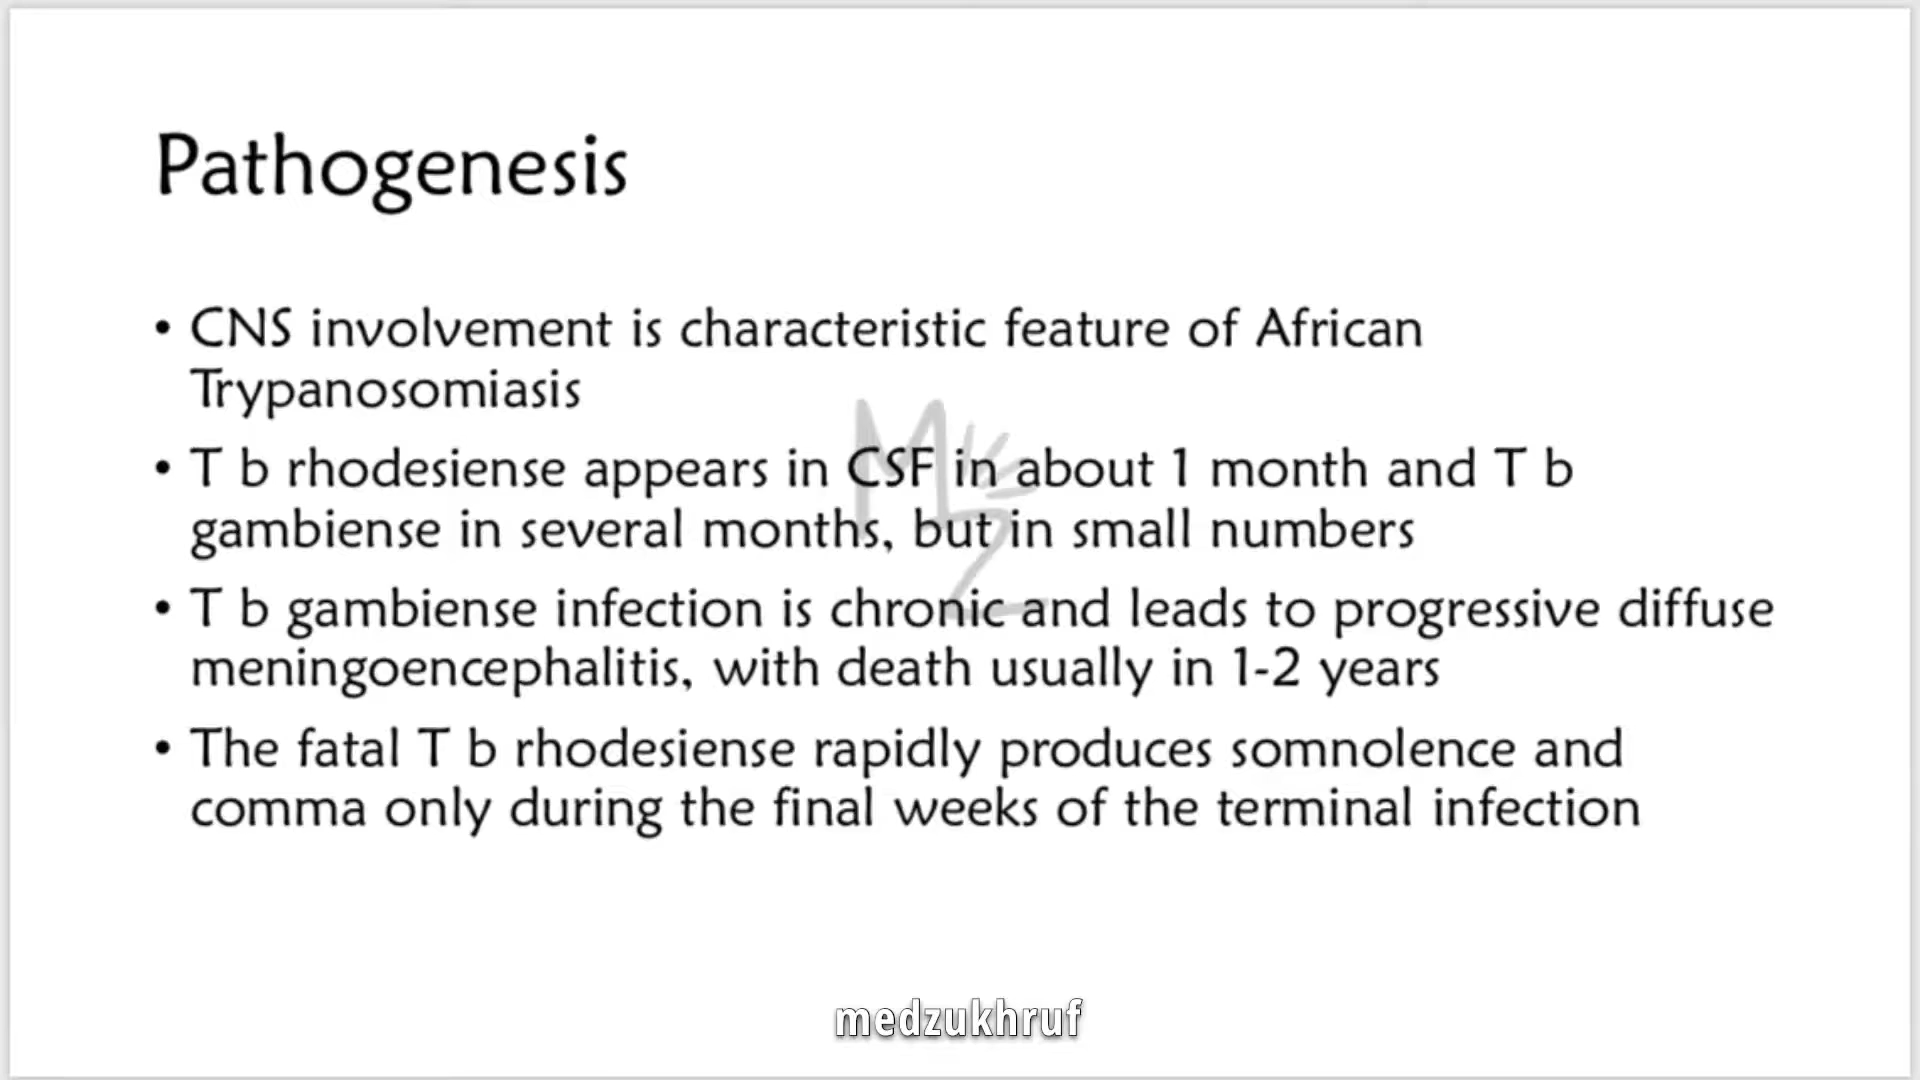 Pathogenesis
• CNS involvement is characteristic feature of African
Trypanosomiasis
• T b rhodesiense appears in CSF in about 1 month and T b
gambiense in several months, but in small numbers
• T b gambiense infection is chronic and leads to progressive diffuse
meningoencephalitis, with death usually in 1-2 years
• The fatal T b rhodesiense rapidly produces somnolence and
comma only during the final weeks of the terminal infection
MZ
medzukhruf